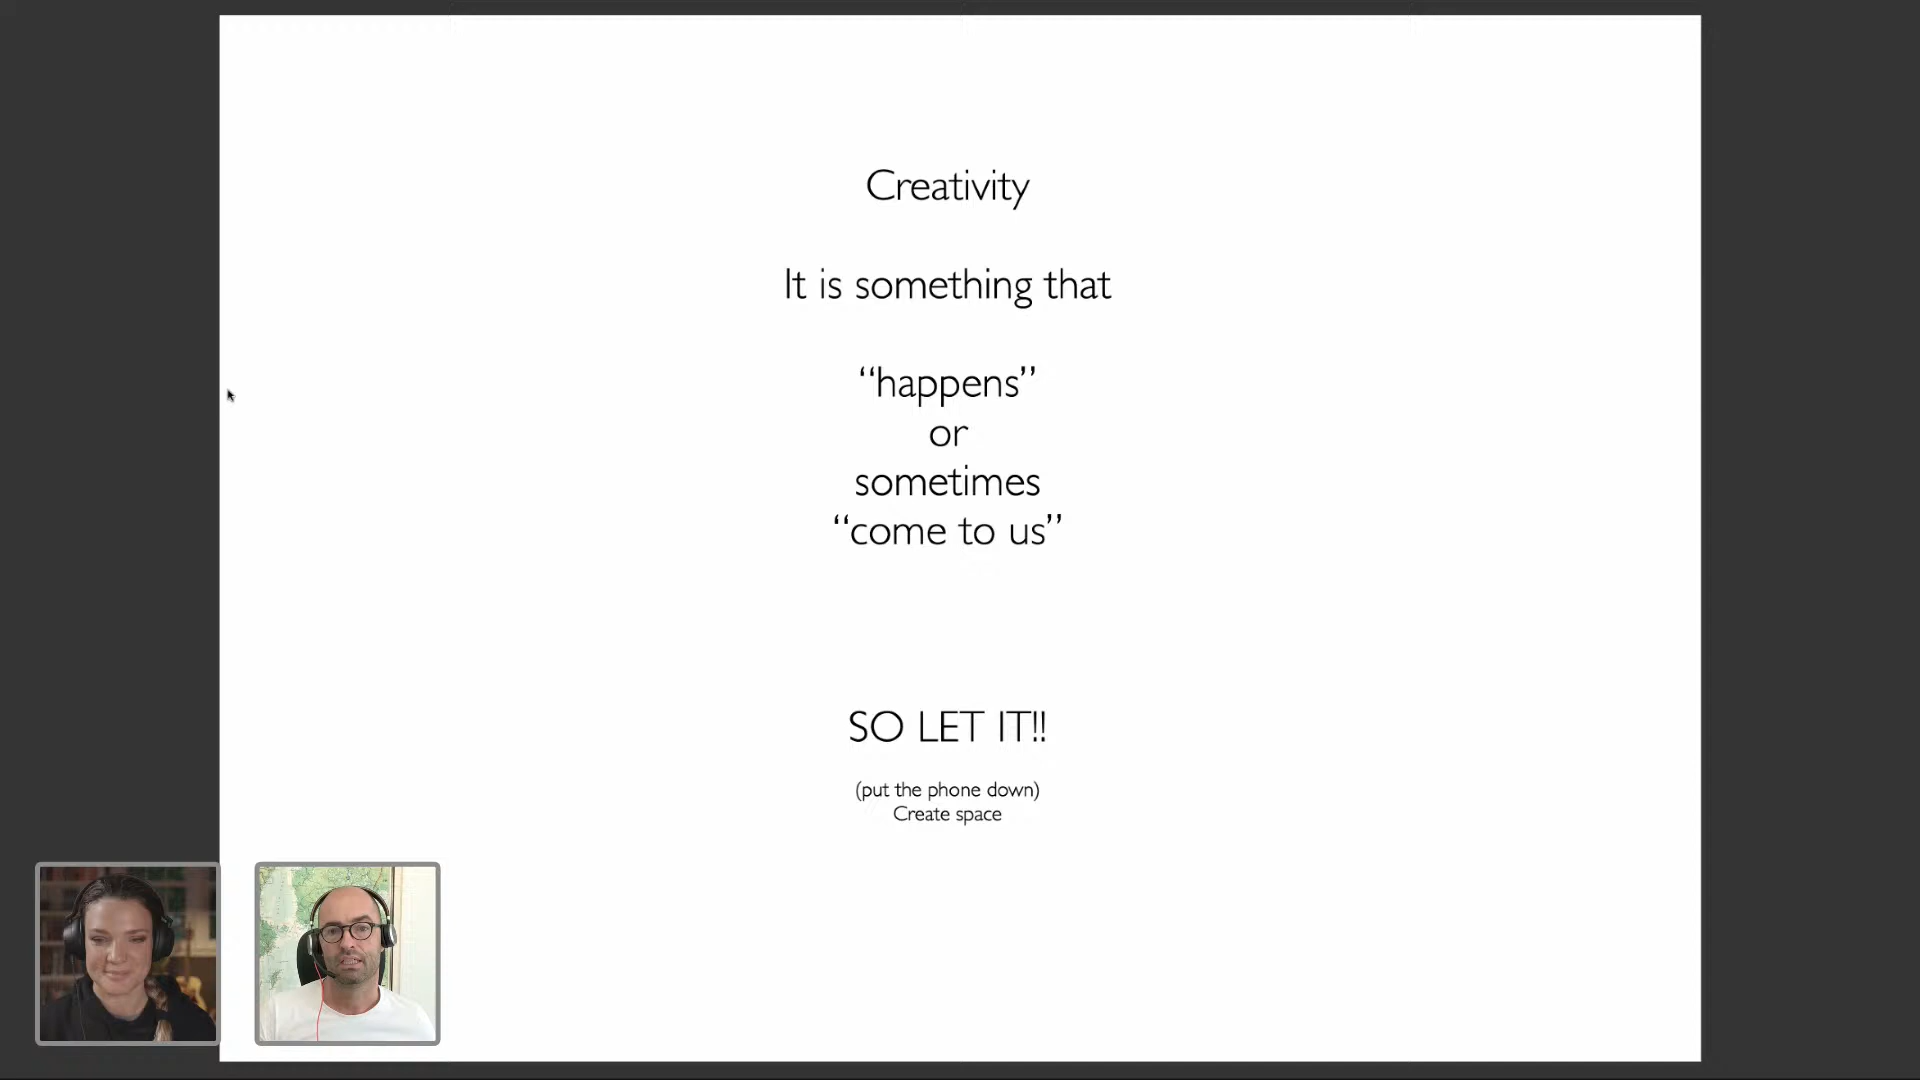 Creativity
It is something that
“happens”
or
sometimes
“come to us”
SO LET IT!!
(put the phone down)
Create space